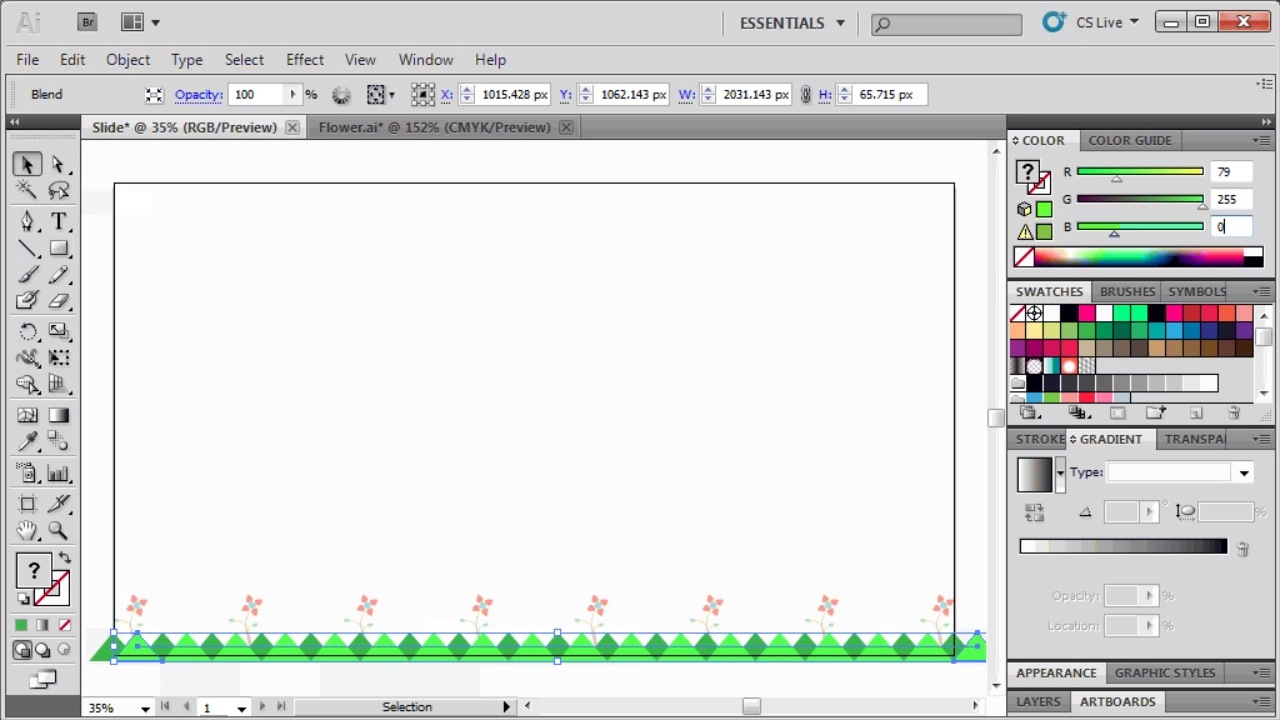 Ai Br ESSENTIALS CS Live
File Edit Object Type Select Effect View Window Help
Blend Opacity: 100 % X: 1015.428 px Y: 1062.143 px W: 2031.143 px H: 65.715 px
Slide* @ 35% (RGB/Preview) Flower.ai* @ 152% (CMYK/Preview)
COLOR COLOR GUIDE
R 79
G 255
B 0
SWATCHES BRUSHES SYMBOLS
STROKE GRADIENT TRANSPA
Type:
%
Opacity: %
Location: %
APPEARANCE GRAPHIC STYLES
LAYERS ARTBOARDS
T
?
?
35% 1 Selection